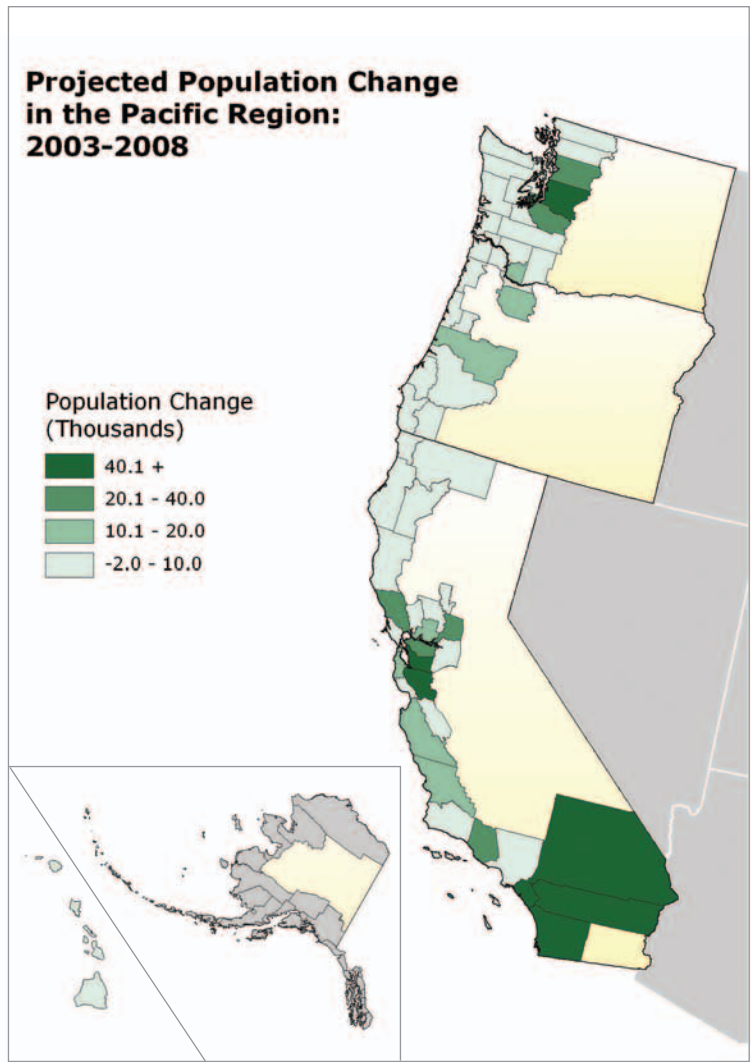 Projected Population Change
in the Pacific Region:
2003-2008
Population Change
(Thousands)
40.1 +
20.1 - 40.0
10.1 - 20.0
-2.0 - 10.0